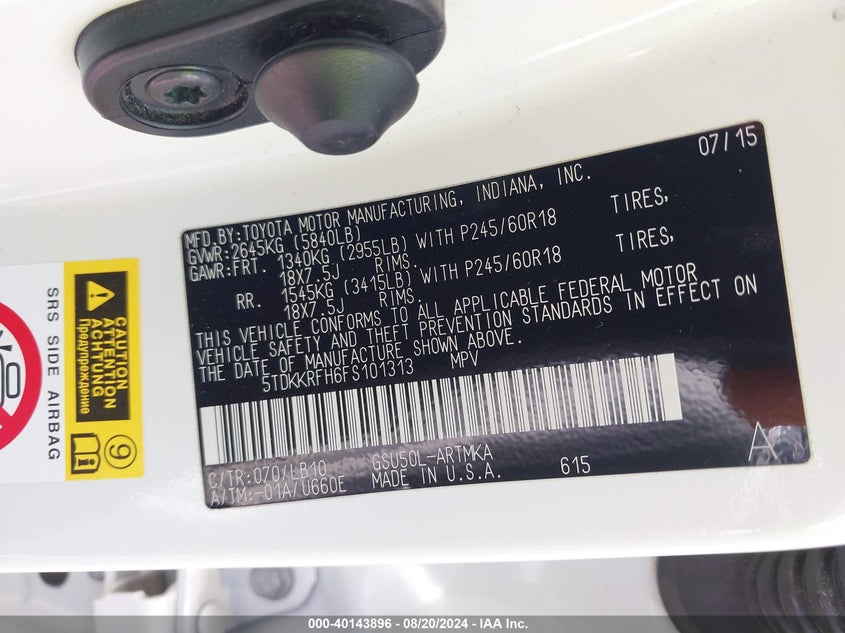 07/15
MFD.BY:TOYOTA MOTOR MANUFACTURING, INDIANA, INC.
GVWR:2645KG (5840LB)
GAWR:FRT. 1340KG (2955LB) WITH P245/60R18 TIRES,
18X7.5J RIMS.
RR. 1545KG (3415LB) WITH P245/60R18 TIRES,
18X7.5J RIMS.
THIS VEHICLE CONFORMS TO ALL APPLICABLE FEDERAL MOTOR
VEHICLE SAFETY AND THEFT PREVENTION STANDARDS IN EFFECT ON
THE DATE OF MANUFACTURE SHOWN ABOVE.
5TDKKRFH6FS101313 MPV
C/TR:070/LB10 GSU50L-ARTMKA
A/TM:-01A/U660E MADE IN U.S.A. 615
A
SRS SIDE AIRBAG
CAUTION
ATTENTION
ACHTUNG
Предупреждение
9
000-40143896 - 08/20/2024 - IAA Inc.